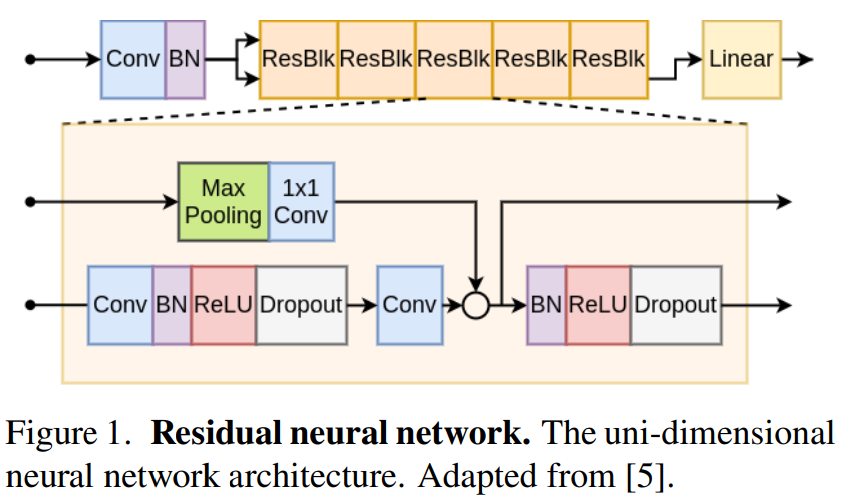 Conv BN ResBlk ResBlk ResBlk ResBlk ResBlk Linear
Max Pooling
1x1 Conv
Conv BN ReLU Dropout Conv BN ReLU Dropout
Figure 1. Residual neural network. The uni-dimensional
neural network architecture. Adapted from [5].